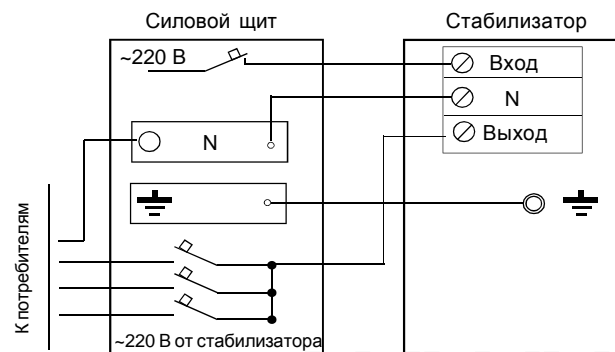 Силовой щит
Стабилизатор
~220 В
Вход
N
N
Выход
К потребителям
~220 В от стабилизатора